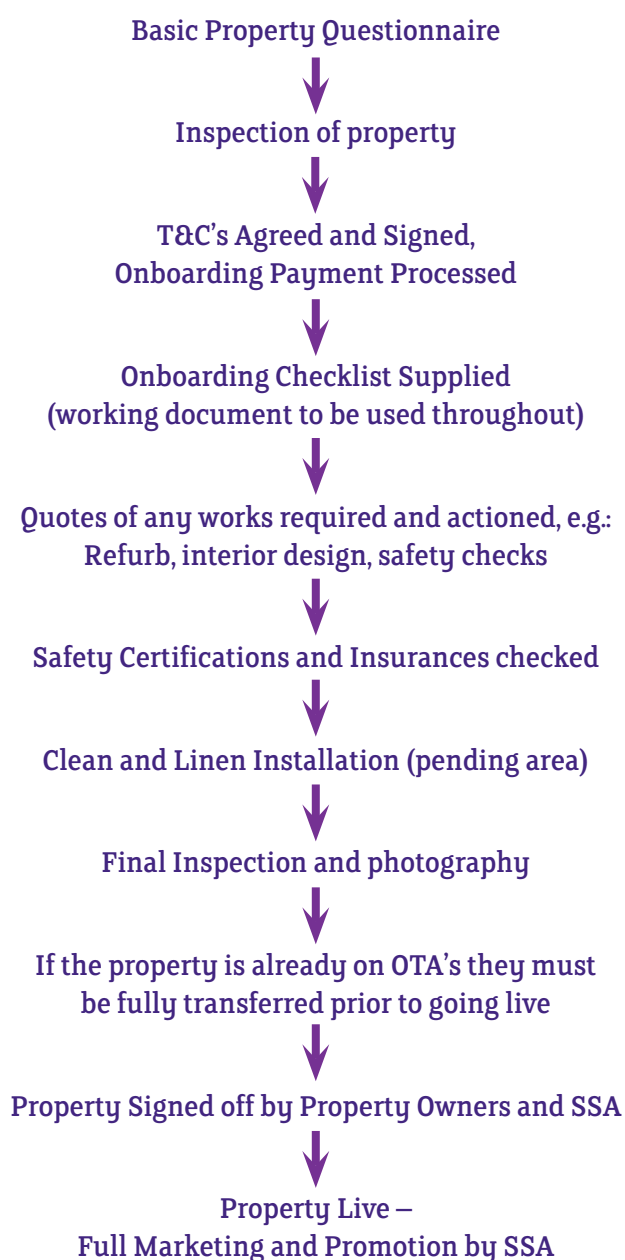 Basic Property Questionnaire
Inspection of property
T&C’s Agreed and Signed,
Onboarding Payment Processed
Onboarding Checklist Supplied
(working document to be used throughout)
Quotes of any works required and actioned, e.g.:
Refurb, interior design, safety checks
Safety Certifications and Insurances checked
Clean and Linen Installation (pending area)
Final Inspection and photography
If the property is already on OTA’s they must
be fully transferred prior to going live
Property Signed off by Property Owners and SSA
Property Live –
Full Marketing and Promotion by SSA